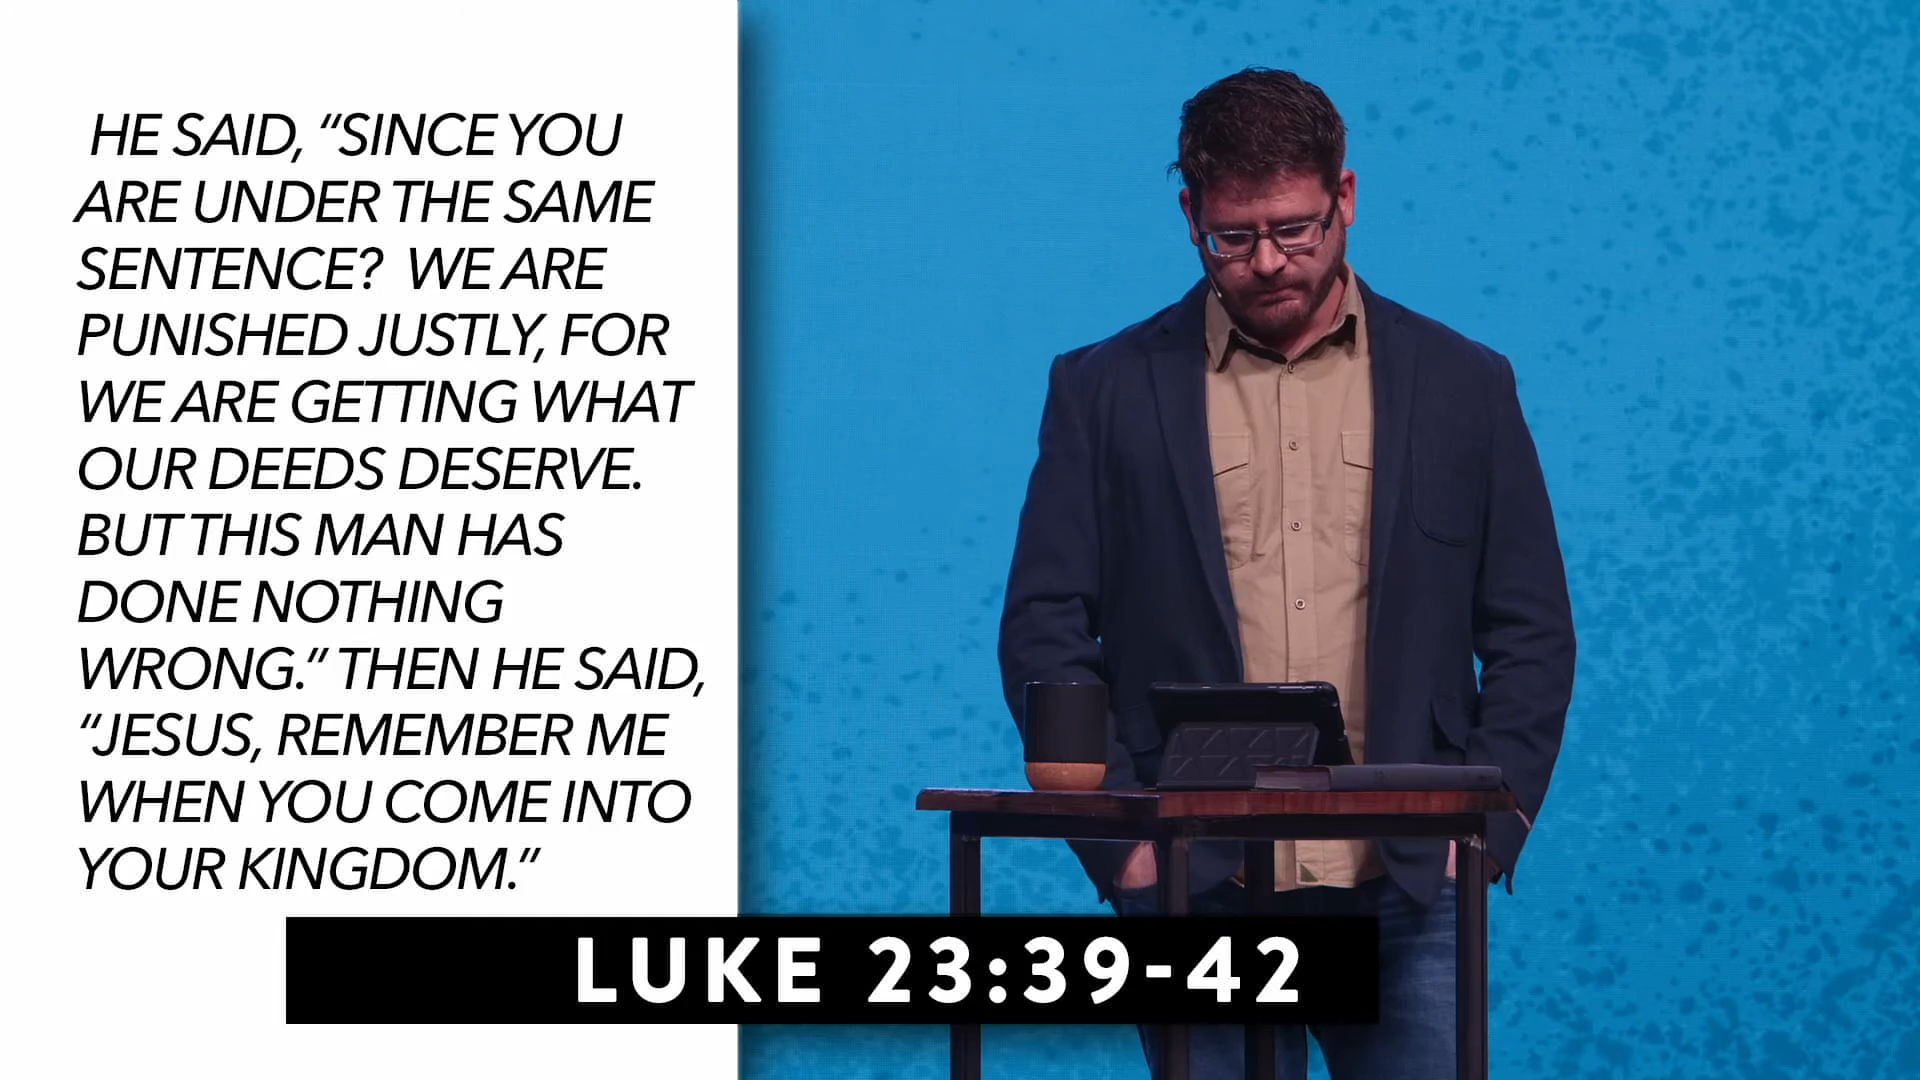 HE SAID, “SINCE YOU
ARE UNDER THE SAME
SENTENCE?  WE ARE
PUNISHED JUSTLY, FOR
WE ARE GETTING WHAT
OUR DEEDS DESERVE.
BUT THIS MAN HAS
DONE NOTHING
WRONG.” THEN HE SAID,
“JESUS, REMEMBER ME
WHEN YOU COME INTO
YOUR KINGDOM.”
LUKE 23:39-42